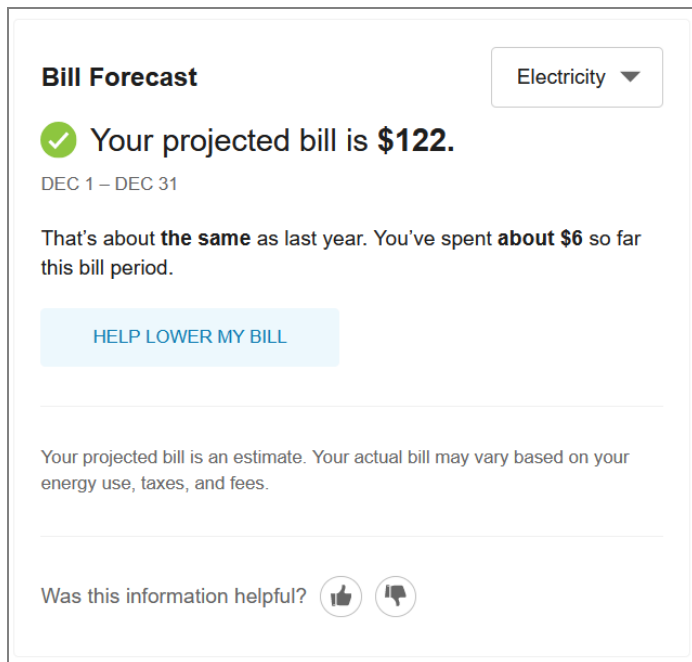 Bill Forecast
Electricity
Your projected bill is $122.
DEC 1 – DEC 31
That’s about the same as last year. You’ve spent about $6 so far
this bill period.
HELP LOWER MY BILL
Your projected bill is an estimate. Your actual bill may vary based on your
energy use, taxes, and fees.
Was this information helpful?